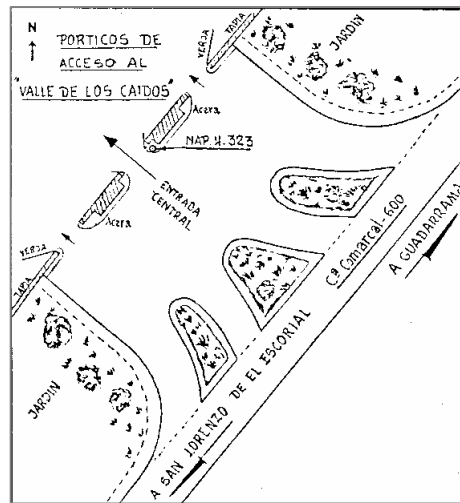 N
PORTICOS DE
ACCESO AL
VALLE DE LOS CAIDOS
VERJA
TAPIA
JARDIN
Acera
NAP.4.323
ENTRADA
CENTRAL
Acera
VERJA
TAPIA
JARDIN
Cª Comarcal-600
A GUADARRAMA
A SAN LORENZO DE EL ESCORIAL